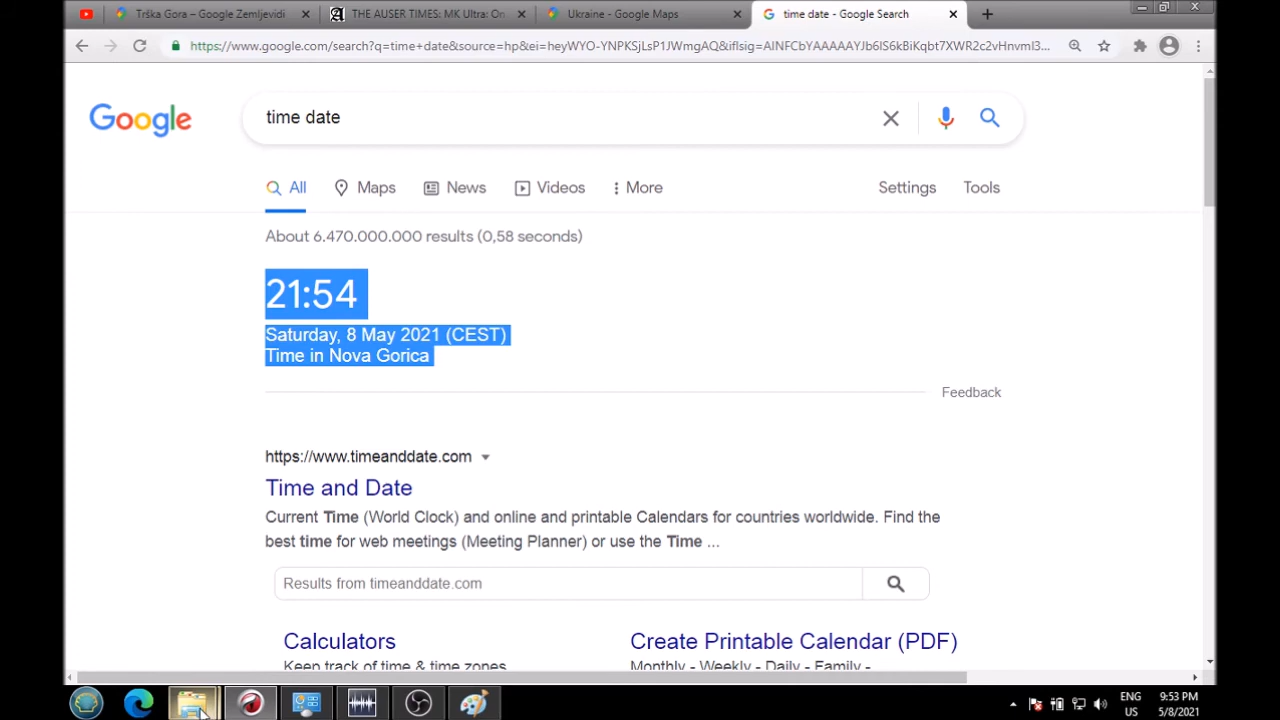 Trška Gora – Google Zemljevidi
THE AUSER TIMES: MK Ultra: On
Ukraine - Google Maps
time date - Google Search
https://www.google.com/search?q=time+date&source=hp&ei=heyWYO-YNPKSjLsP1JWmgAQ&iflsig=AINFCbYAAAAAYJb6lS6kBiKqbt7XWR2c2vHnvml3...
Google
time date
All
Maps
News
Videos
More
Settings
Tools
About 6.470.000.000 results (0,58 seconds)
21:54
Saturday, 8 May 2021 (CEST)
Time in Nova Gorica
Feedback
https://www.timeanddate.com
Time and Date
Current Time (World Clock) and online and printable Calendars for countries worldwide. Find the
best time for web meetings (Meeting Planner) or use the Time ...
Results from timeanddate.com
Calculators
Create Printable Calendar (PDF)
Keep track of time & time zones
Monthly - Weekly - Daily - Family -
ENG
US
9:53 PM
5/8/2021